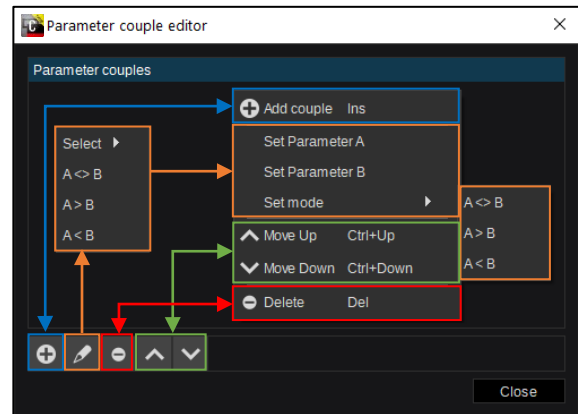 Parameter couple editor
Parameter couples
Add couple Ins
Select
A <> B
A > B
A < B
Set Parameter A
Set Parameter B
Set mode
A <> B
A > B
A < B
Move Up Ctrl+Up
Move Down Ctrl+Down
Delete Del
Close